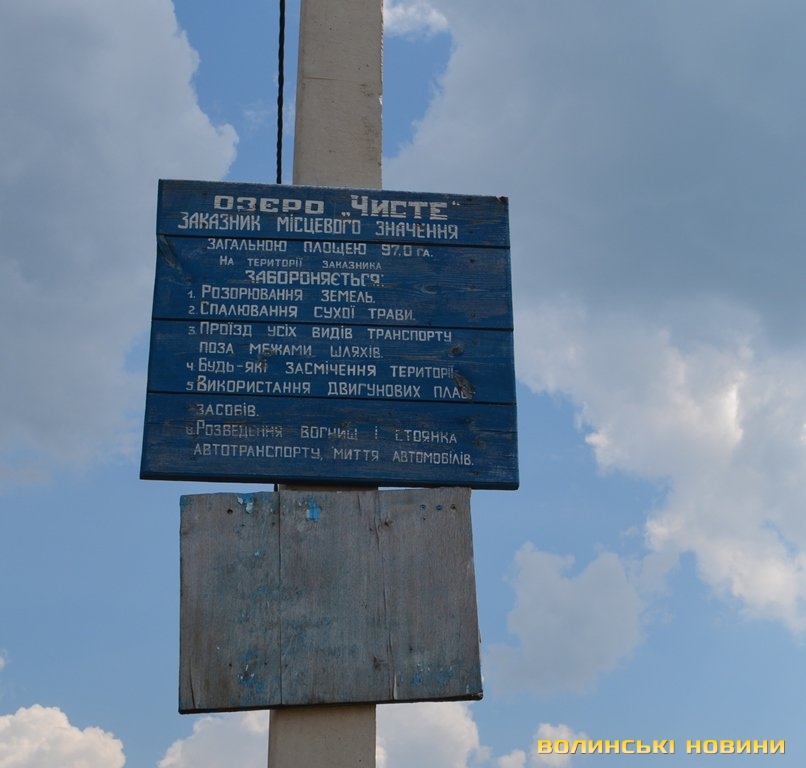 ОЗЕРО „ЧИСТЕ“
ЗАКАЗНИК МІСЦЕВОГО ЗНАЧЕННЯ
ЗАГАЛЬНОЮ ПЛОЩЕЮ 97,0 ГА.
НА ТЕРИТОРІЇ ЗАКАЗНИКА
ЗАБОРОНЯЄТЬСЯ:
1. РОЗОРЮВАННЯ ЗЕМЕЛЬ.
2. СПАЛЮВАННЯ СУХОЇ ТРАВИ.
3. ПРОЇЗД УСІХ ВИДІВ ТРАНСПОРТУ
ПОЗА МЕЖАМИ ШЛЯХІВ.
4. БУДЬ-ЯКІ ЗАСМІЧЕННЯ ТЕРИТОРІЇ.
5. ВИКОРИСТАННЯ ДВИГУНОВИХ ПЛАВ
ЗАСОБІВ.
6. РОЗВЕДЕННЯ ВОГНИЩ І СТОЯНКА
АВТОТРАНСПОРТУ, МИТТЯ АВТОМОБІЛІВ.
ВОЛИНСЬКІ НОВИНИ